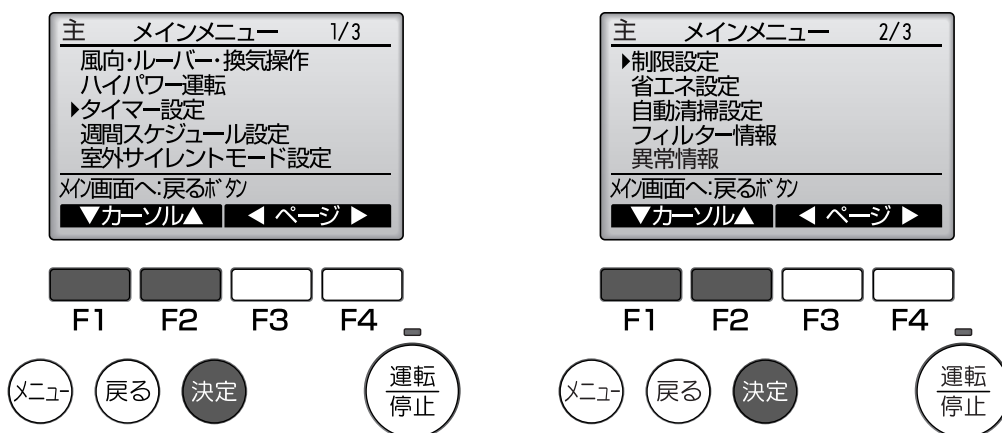 主 メインメニュー 1/3
風向・ルーバー・換気操作
ハイパワー運転
▶タイマー設定
週間スケジュール設定
室外サイレントモード設定
メイン画面へ:戻るボタン
▼カーソル▲ ◀ ページ ▶
F1 F2 F3 F4
メニュー 戻る 決定 運転
停止
主 メインメニュー 2/3
▶制限設定
省エネ設定
自動清掃設定
フィルター情報
異常情報
メイン画面へ:戻るボタン
▼カーソル▲ ◀ ページ ▶
F1 F2 F3 F4
メニュー 戻る 決定 運転
停止